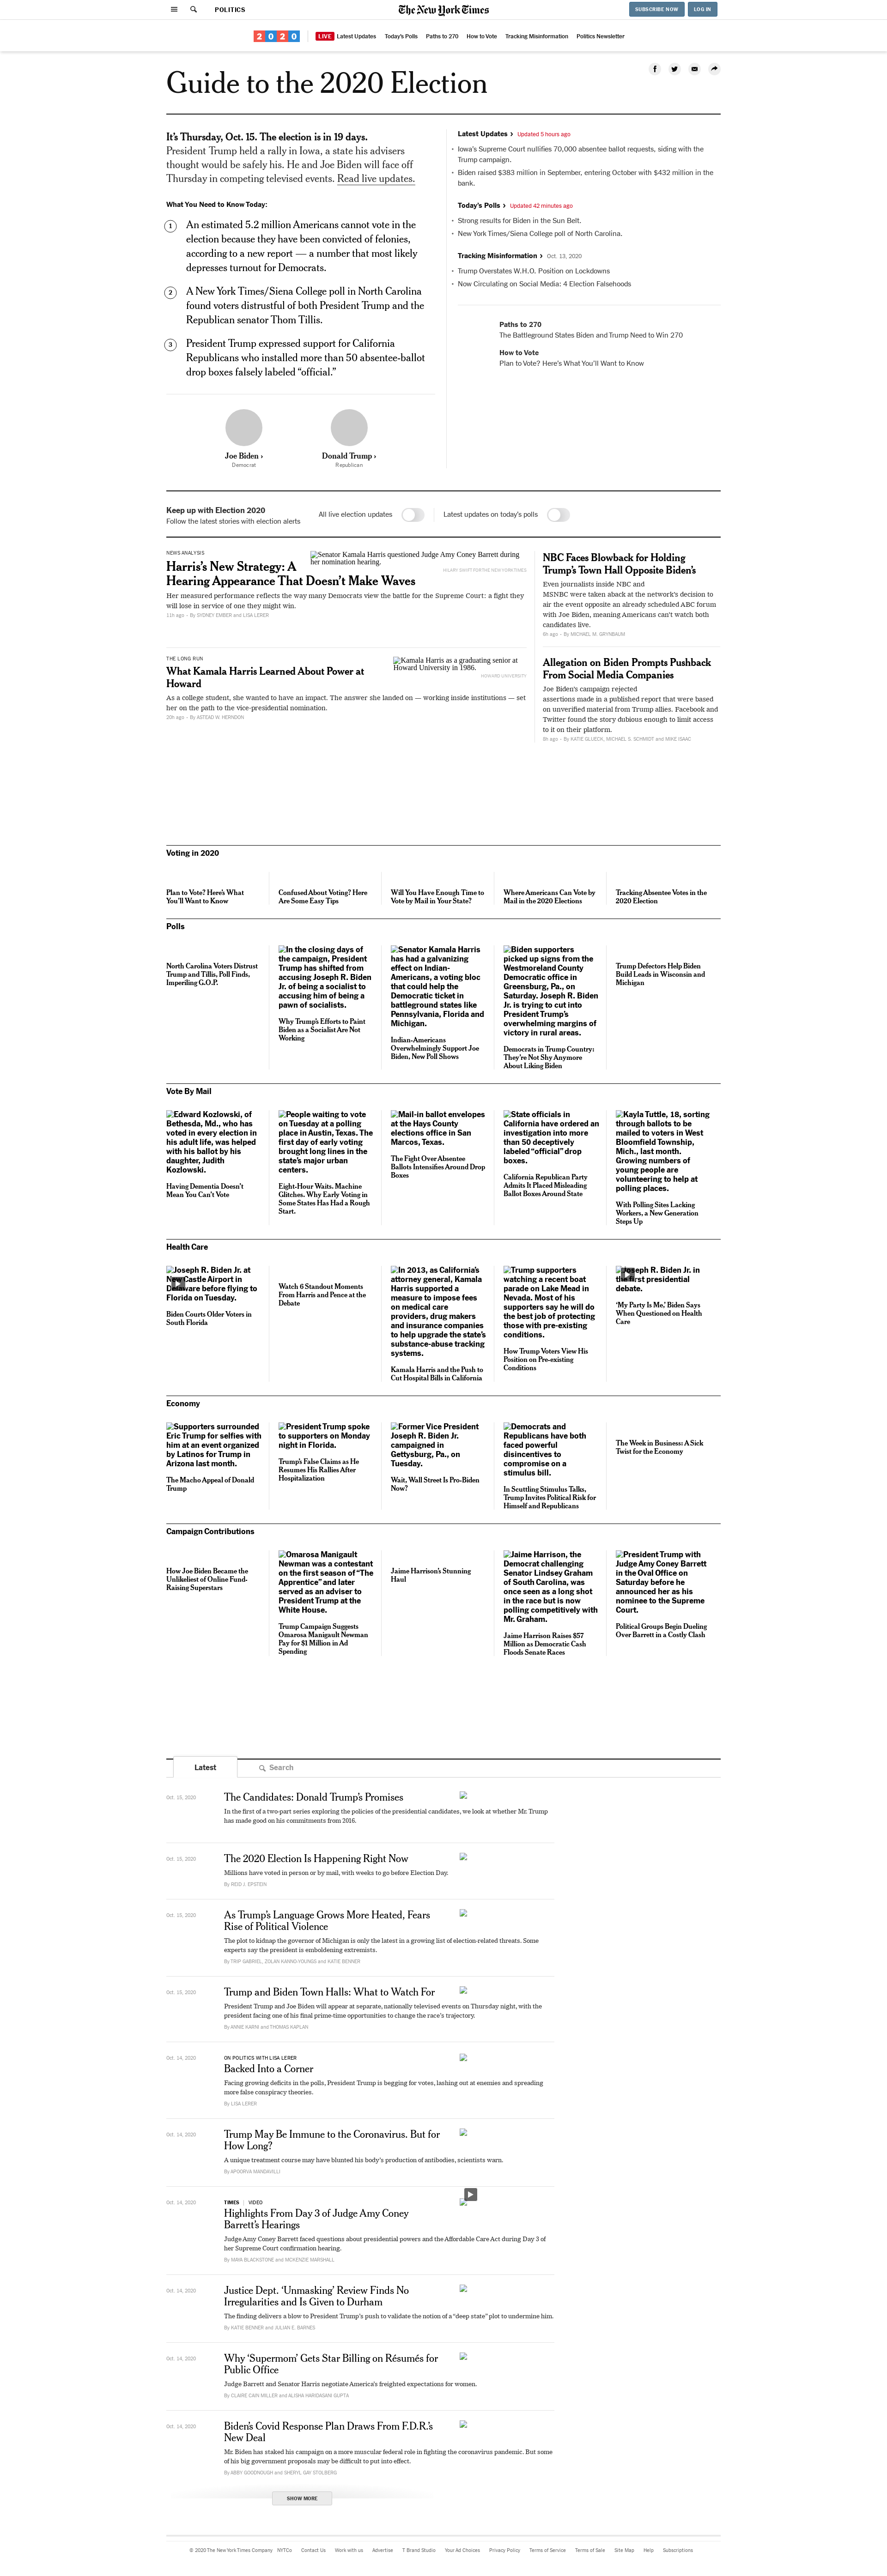 POLITICS
The New York Times
SUBSCRIBE NOW
LOG IN
2020
LIVE Latest Updates
Today's Polls
Paths to 270
How to Vote
Tracking Misinformation
Politics Newsletter
Guide to the 2020 Election
It's Thursday, Oct. 15. The election is in 19 days.
President Trump held a rally in Iowa, a state his advisers
thought would be safely his. He and Joe Biden will face off
Thursday in competing televised events. Read live updates.
What You Need to Know Today:
1
An estimated 5.2 million Americans cannot vote in the
election because they have been convicted of felonies,
according to a new report — a number that most likely
depresses turnout for Democrats.
2
A New York Times/Siena College poll in North Carolina
found voters distrustful of both President Trump and the
Republican senator Thom Tillis.
3
President Trump expressed support for California
Republicans who installed more than 50 absentee-ballot
drop boxes falsely labeled "official."
Joe Biden ›
Democrat
Donald Trump ›
Republican
Latest Updates › Updated 5 hours ago
• Iowa's Supreme Court nullifies 70,000 absentee ballot requests, siding with the
Trump campaign.
• Biden raised $383 million in September, entering October with $432 million in the
bank.
Today's Polls › Updated 42 minutes ago
• Strong results for Biden in the Sun Belt.
• New York Times/Siena College poll of North Carolina.
Tracking Misinformation › Oct. 13, 2020
• Trump Overstates W.H.O. Position on Lockdowns
• Now Circulating on Social Media: 4 Election Falsehoods
Paths to 270
The Battleground States Biden and Trump Need to Win 270
How to Vote
Plan to Vote? Here's What You'll Want to Know
Keep up with Election 2020
Follow the latest stories with election alerts
All live election updates
Latest updates on today's polls
NEWS ANALYSIS
Harris's New Strategy: A
Hearing Appearance That Doesn't Make Waves
Senator Kamala Harris questioned Judge Amy Coney Barrett during
her nomination hearing.
HILARY SWIFT FOR THE NEW YORK TIMES
Her measured performance reflects the way many Democrats view the battle for the Supreme Court: a fight they
will lose in service of one they might win.
11h ago – By SYDNEY EMBER and LISA LERER
THE LONG RUN
What Kamala Harris Learned About Power at
Howard
Kamala Harris as a graduating senior at
Howard University in 1986.
HOWARD UNIVERSITY
As a college student, she wanted to have an impact. The answer she landed on — working inside institutions — set
her on the path to the vice-presidential nomination.
20h ago – By ASTEAD W. HERNDON
NBC Faces Blowback for Holding
Trump's Town Hall Opposite Biden's
Even journalists inside NBC and
MSNBC were taken aback at the network's decision to
air the event opposite an already scheduled ABC forum
with Joe Biden, meaning Americans can't watch both
candidates live.
6h ago – By MICHAEL M. GRYNBAUM
Allegation on Biden Prompts Pushback
From Social Media Companies
Joe Biden's campaign rejected
assertions made in a published report that were based
on unverified material from Trump allies. Facebook and
Twitter found the story dubious enough to limit access
to it on their platform.
8h ago – By KATIE GLUECK, MICHAEL S. SCHMIDT and MIKE ISAAC
Voting in 2020
Plan to Vote? Here's What
You'll Want to Know
Confused About Voting? Here
Are Some Easy Tips
Will You Have Enough Time to
Vote by Mail in Your State?
Where Americans Can Vote by
Mail in the 2020 Elections
Tracking Absentee Votes in the
2020 Election
Polls
North Carolina Voters Distrust
Trump and Tillis, Poll Finds,
Imperiling G.O.P.
In the closing days of
the campaign, President
Trump has shifted from
accusing Joseph R. Biden
Jr. of being a socialist to
accusing him of being a
pawn of socialists.
Why Trump's Efforts to Paint
Biden as a Socialist Are Not
Working
Senator Kamala Harris
has had a galvanizing
effect on Indian-
Americans, a voting bloc
that could help the
Democratic ticket in
battleground states like
Pennsylvania, Florida and
Michigan.
Indian-Americans
Overwhelmingly Support Joe
Biden, New Poll Shows
Biden supporters
picked up signs from the
Westmoreland County
Democratic office in
Greensburg, Pa., on
Saturday. Joseph R. Biden
Jr. is trying to cut into
President Trump's
overwhelming margins of
victory in rural areas.
Democrats in Trump Country:
They're Not Shy Anymore
About Liking Biden
Trump Defectors Help Biden
Build Leads in Wisconsin and
Michigan
Vote By Mail
Edward Kozlowski, of
Bethesda, Md., who has
voted in every election in
his adult life, was helped
with his ballot by his
daughter, Judith
Kozlowski.
Having Dementia Doesn't
Mean You Can't Vote
People waiting to vote
on Tuesday at a polling
place in Austin, Texas. The
first day of early voting
brought long lines in the
state's major urban
centers.
Eight-Hour Waits. Machine
Glitches. Why Early Voting in
Some States Has Had a Rough
Start.
Mail-in ballot envelopes
at the Hays County
elections office in San
Marcos, Texas.
The Fight Over Absentee
Ballots Intensifies Around Drop
Boxes
State officials in
California have ordered an
investigation into more
than 50 deceptively
labeled "official" drop
boxes.
California Republican Party
Admits It Placed Misleading
Ballot Boxes Around State
Kayla Tuttle, 18, sorting
through ballots to be
mailed to voters in West
Bloomfield Township,
Mich., last month.
Growing numbers of
young people are
volunteering to help at
polling places.
With Polling Sites Lacking
Workers, a New Generation
Steps Up
Health Care
Joseph R. Biden Jr. at
New Castle Airport in
Delaware before flying to
Florida on Tuesday.
Biden Courts Older Voters in
South Florida
Watch 6 Standout Moments
From Harris and Pence at the
Debate
In 2013, as California's
attorney general, Kamala
Harris supported a
measure to impose fees
on medical care
providers, drug makers
and insurance companies
to help upgrade the state's
substance-abuse tracking
systems.
Kamala Harris and the Push to
Cut Hospital Bills in California
Trump supporters
watching a recent boat
parade on Lake Mead in
Nevada. Most of his
supporters say he will do
the best job of protecting
those with pre-existing
conditions.
How Trump Voters View His
Position on Pre-existing
Conditions
Joseph R. Biden Jr. in
the first presidential
debate.
'My Party Is Me,' Biden Says
When Questioned on Health
Care
Economy
Supporters surrounded
Eric Trump for selfies with
him at an event organized
by Latinos for Trump in
Arizona last month.
The Macho Appeal of Donald
Trump
President Trump spoke
to supporters on Monday
night in Florida.
Trump's False Claims as He
Resumes His Rallies After
Hospitalization
Former Vice President
Joseph R. Biden Jr.
campaigned in
Gettysburg, Pa., on
Tuesday.
Wait, Wall Street Is Pro-Biden
Now?
Democrats and
Republicans have both
faced powerful
disincentives to
compromise on a
stimulus bill.
In Scuttling Stimulus Talks,
Trump Invites Political Risk for
Himself and Republicans
The Week in Business: A Sick
Twist for the Economy
Campaign Contributions
How Joe Biden Became the
Unlikeliest of Online Fund-
Raising Superstars
Omarosa Manigault
Newman was a contestant
on the first season of "The
Apprentice" and later
served as an adviser to
President Trump at the
White House.
Trump Campaign Suggests
Omarosa Manigault Newman
Pay for $1 Million in Ad
Spending
Jaime Harrison's Stunning
Haul
Jaime Harrison, the
Democrat challenging
Senator Lindsey Graham
of South Carolina, was
once seen as a long shot
in the race but is now
polling competitively with
Mr. Graham.
Jaime Harrison Raises $57
Million as Democratic Cash
Floods Senate Races
President Trump with
Judge Amy Coney Barrett
in the Oval Office on
Saturday before he
announced her as his
nominee to the Supreme
Court.
Political Groups Begin Dueling
Over Barrett in a Costly Clash
Latest
Search
Oct. 15, 2020
The Candidates: Donald Trump's Promises
In the first of a two-part series exploring the policies of the presidential candidates, we look at whether Mr. Trump
has made good on his commitments from 2016.
Oct. 15, 2020
The 2020 Election Is Happening Right Now
Millions have voted in person or by mail, with weeks to go before Election Day.
By REID J. EPSTEIN
Oct. 15, 2020
As Trump's Language Grows More Heated, Fears
Rise of Political Violence
The plot to kidnap the governor of Michigan is only the latest in a growing list of election-related threats. Some
experts say the president is emboldening extremists.
By TRIP GABRIEL, ZOLAN KANNO-YOUNGS and KATIE BENNER
Oct. 15, 2020
Trump and Biden Town Halls: What to Watch For
President Trump and Joe Biden will appear at separate, nationally televised events on Thursday night, with the
president facing one of his final prime-time opportunities to change the race's trajectory.
By ANNIE KARNI and THOMAS KAPLAN
Oct. 14, 2020
ON POLITICS WITH LISA LERER
Backed Into a Corner
Facing growing deficits in the polls, President Trump is begging for votes, lashing out at enemies and spreading
more false conspiracy theories.
By LISA LERER
Oct. 14, 2020
Trump May Be Immune to the Coronavirus. But for
How Long?
A unique treatment course may have blunted his body's production of antibodies, scientists warn.
By APOORVA MANDAVILLI
Oct. 14, 2020
TIMES | VIDEO
Highlights From Day 3 of Judge Amy Coney
Barrett's Hearings
Judge Amy Coney Barrett faced questions about presidential powers and the Affordable Care Act during Day 3 of
her Supreme Court confirmation hearing.
By MAYA BLACKSTONE and MCKENZIE MARSHALL
Oct. 14, 2020
Justice Dept. 'Unmasking' Review Finds No
Irregularities and Is Given to Durham
The finding delivers a blow to President Trump's push to validate the notion of a "deep state" plot to undermine him.
By KATIE BENNER and JULIAN E. BARNES
Oct. 14, 2020
Why 'Supermom' Gets Star Billing on Résumés for
Public Office
Judge Barrett and Senator Harris negotiate America's freighted expectations for women.
By CLAIRE CAIN MILLER and ALISHA HARIDASANI GUPTA
Oct. 14, 2020
Biden's Covid Response Plan Draws From F.D.R.'s
New Deal
Mr. Biden has staked his campaign on a more muscular federal role in fighting the coronavirus pandemic. But some
of his big government proposals may be difficult to put into effect.
By ABBY GOODNOUGH and SHERYL GAY STOLBERG
SHOW MORE
© 2020 The New York Times Company
NYTCo
Contact Us
Work with us
Advertise
T Brand Studio
Your Ad Choices
Privacy Policy
Terms of Service
Terms of Sale
Site Map
Help
Subscriptions